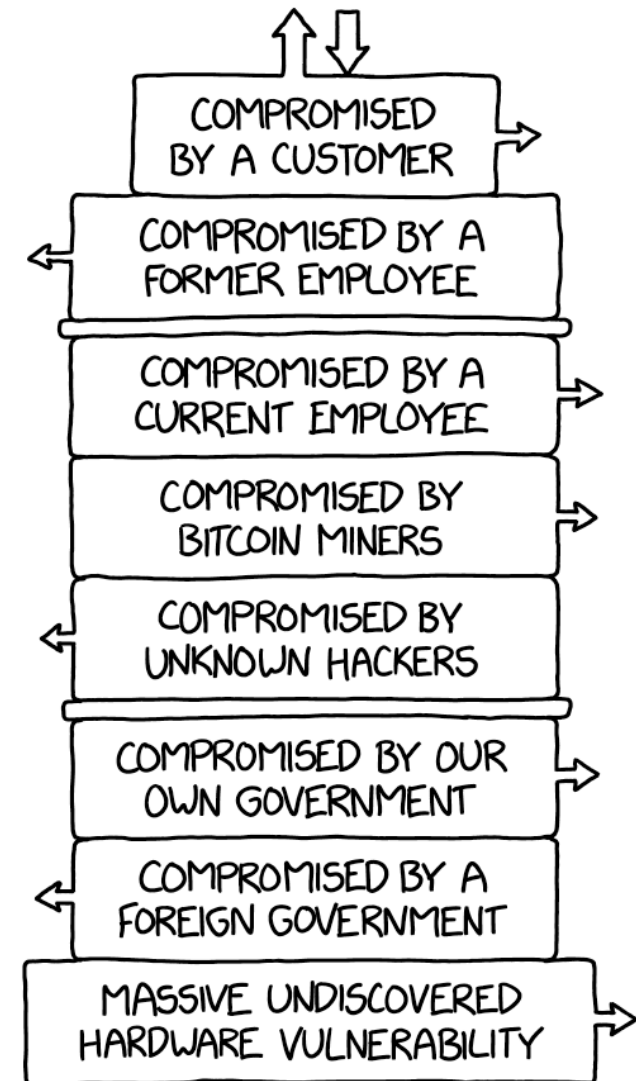 COMPROMISED
BY A CUSTOMER
COMPROMISED BY A
FORMER EMPLOYEE
COMPROMISED BY A
CURRENT EMPLOYEE
COMPROMISED BY
BITCOIN MINERS
COMPROMISED BY
UNKNOWN HACKERS
COMPROMISED BY OUR
OWN GOVERNMENT
COMPROMISED BY A
FOREIGN GOVERNMENT
MASSIVE UNDISCOVERED
HARDWARE VULNERABILITY